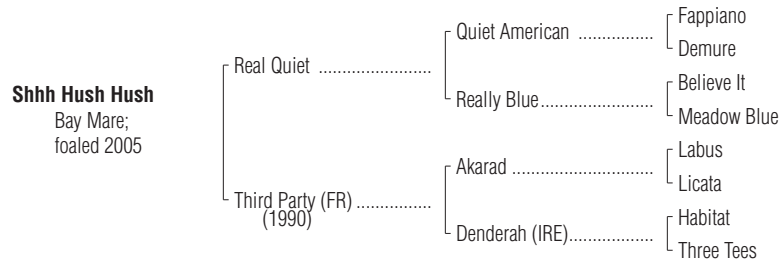 Shhh Hush Hush
Bay Mare;
foaled 2005
Real Quiet ........................
Third Party (FR) ................
(1990)
Quiet American ................
Really Blue........................
Akarad ..............................
Denderah (IRE)..................
Fappiano
Demure
Believe It
Meadow Blue
Labus
Licata
Habitat
Three Tees